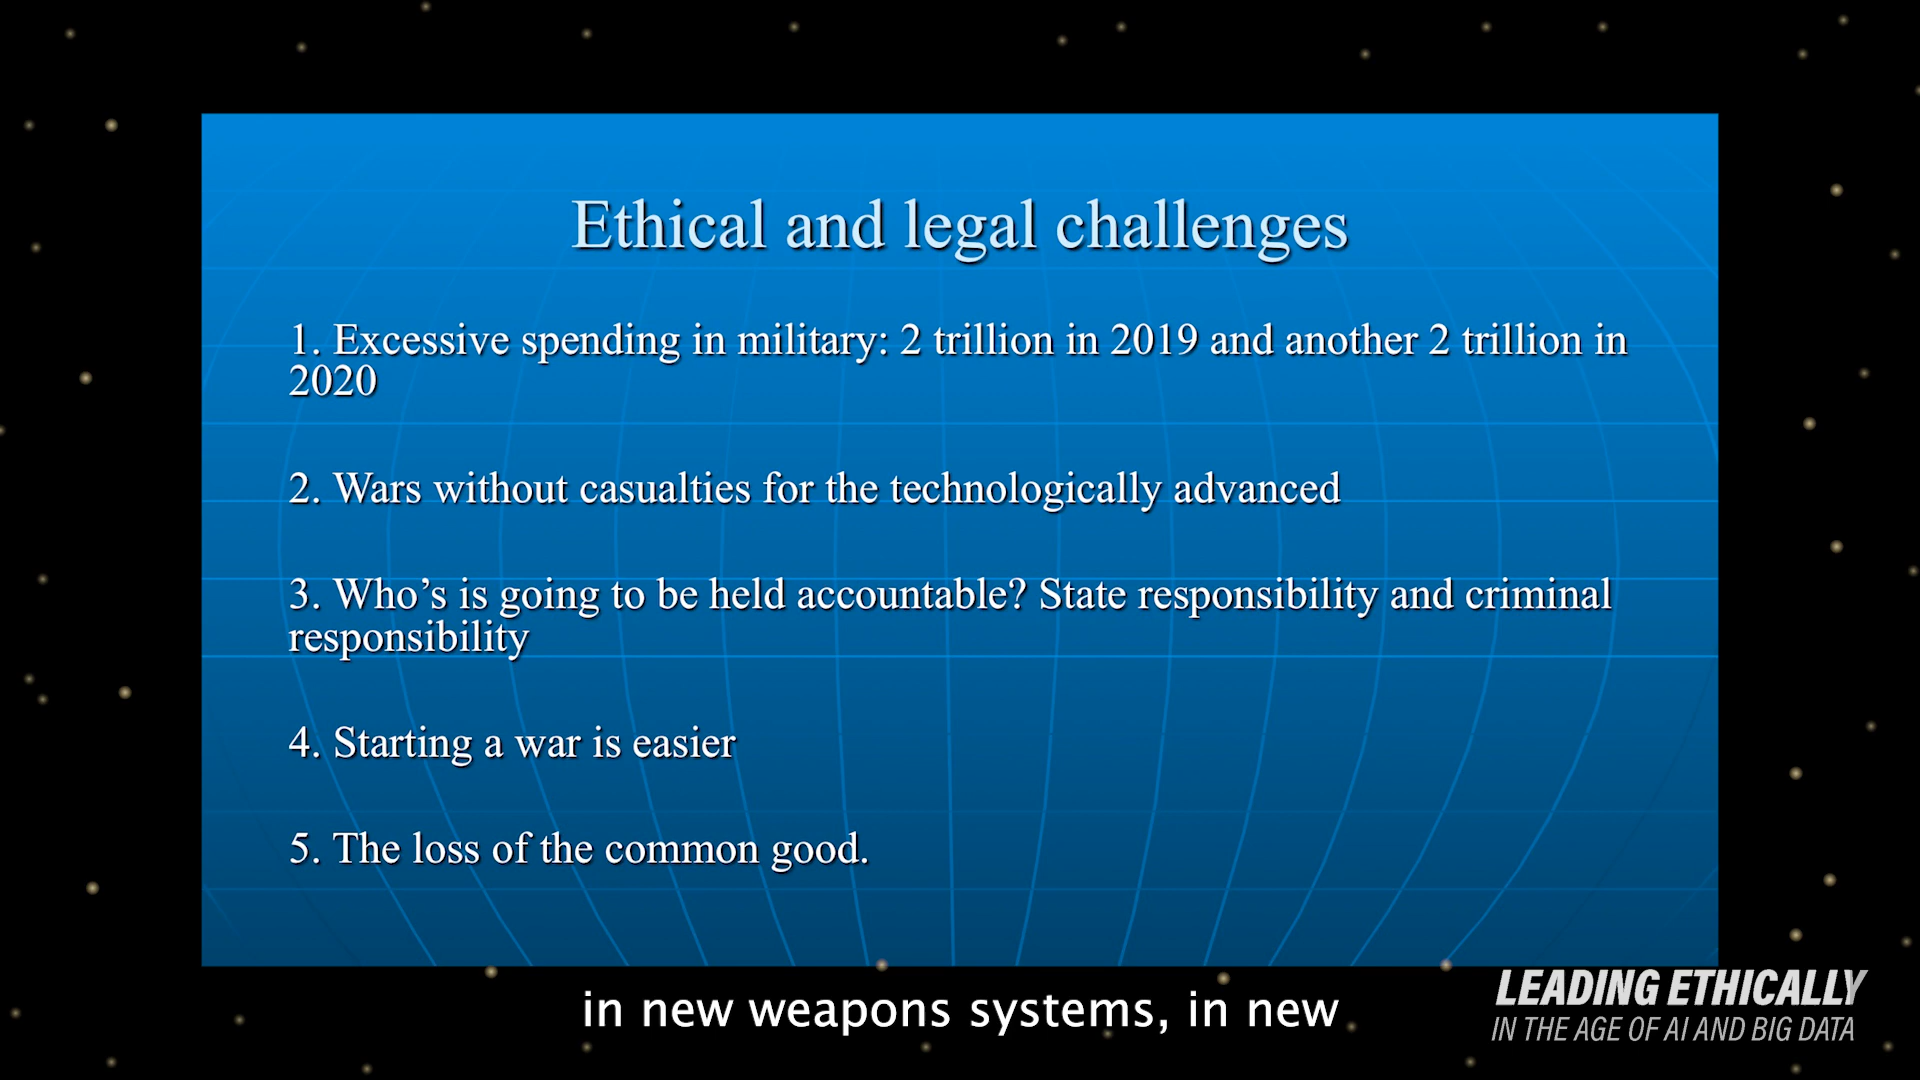 Ethical and legal challenges
1. Excessive spending in military: 2 trillion in 2019 and another 2 trillion in
2020
2. Wars without casualties for the technologically advanced
3. Who’s is going to be held accountable? State responsibility and criminal
responsibility
4. Starting a war is easier
5. The loss of the common good.
in new weapons systems, in new
LEADING ETHICALLY
IN THE AGE OF AI AND BIG DATA